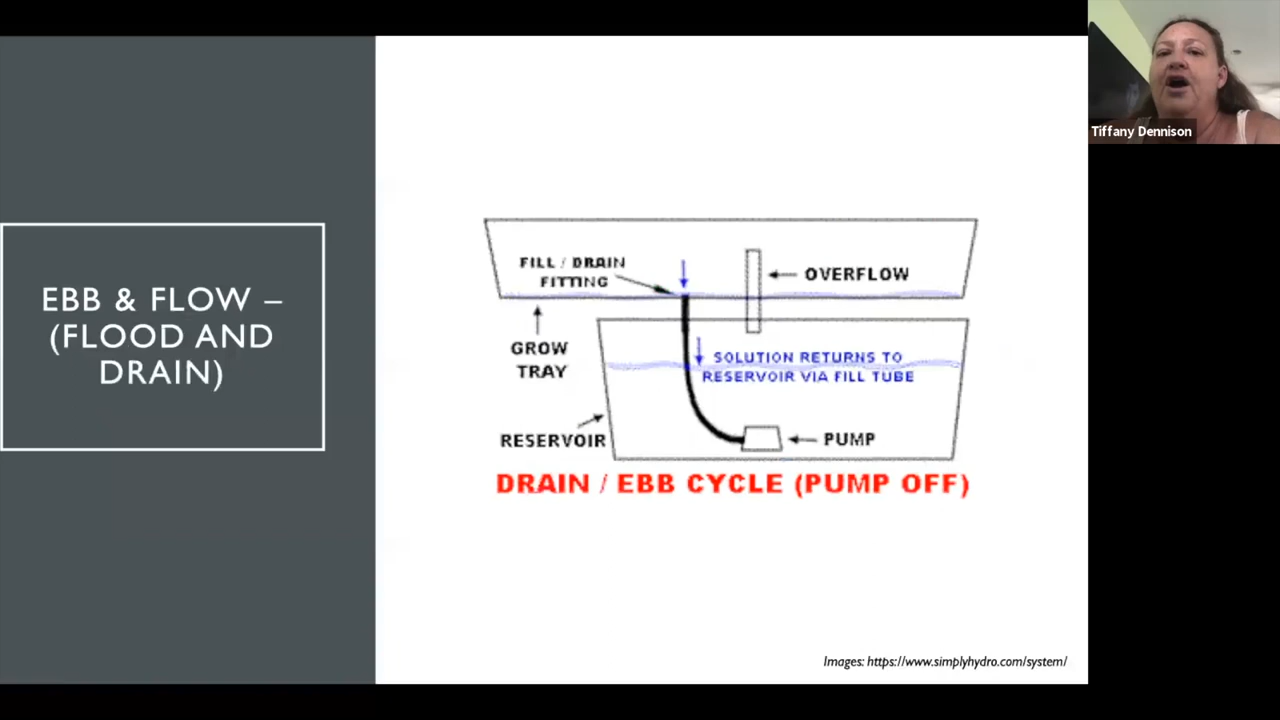 Tiffany Dennison
EBB & FLOW –
(FLOOD AND
DRAIN)
FILL / DRAIN
FITTING
OVERFLOW
GROW
TRAY
SOLUTION RETURNS TO
RESERVOIR VIA FILL TUBE
RESERVOIR
PUMP
DRAIN / EBB CYCLE (PUMP OFF)
Images: https://www.simplyhydro.com/system/